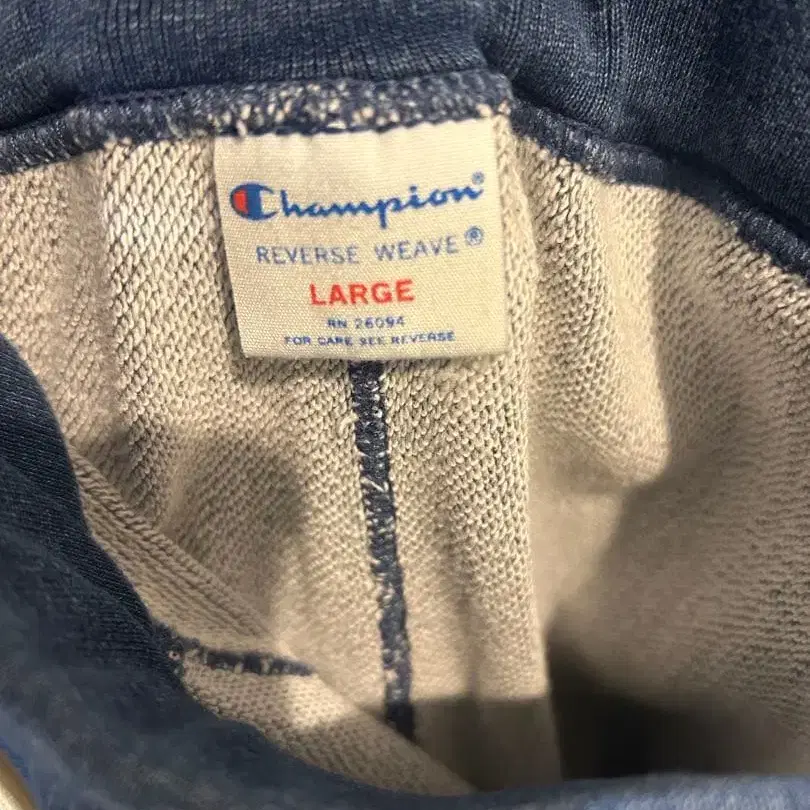 Champion®
REVERSE WEAVE®
LARGE
RN 26094
FOR CARE SEE REVERSE